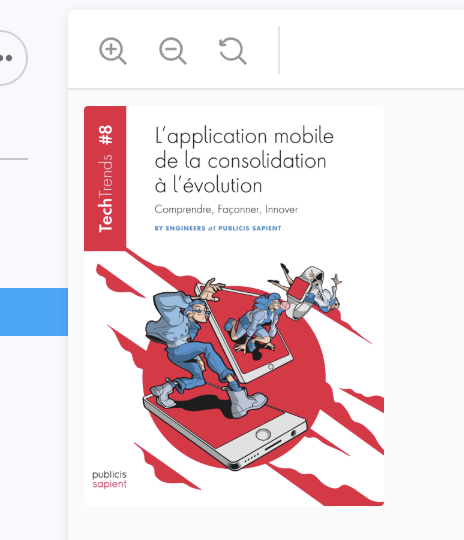 TechTrends #8
L'application mobile
de la consolidation
à l'évolution
Comprendre, Façonner, Innover
BY ENGINEERS at PUBLICIS SAPIENT
publicis
sapient